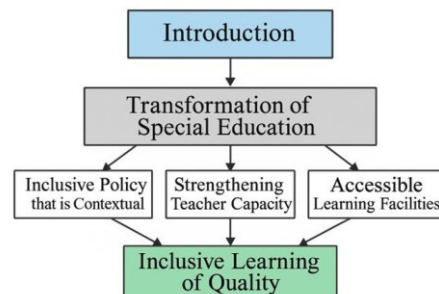 Introduction
Transformation of
Special Education
Inclusive Policy
that is Contextual
Strengthening
Teacher Capacity
Accessible
Learning Facilities
Inclusive Learning
of Quality